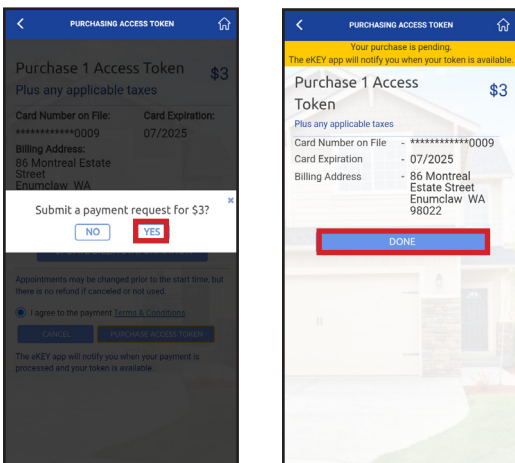 PURCHASING ACCESS TOKEN
Purchase 1 Access Token
$3
Plus any applicable taxes
Card Number on File:
Card Expiration:
************0009
07/2025
Billing Address:
86 Montreal Estate
Street
Enumclaw WA
Submit a payment request for $3?
NO
YES
Appointments may be changed prior to the start time, but
there is no refund if canceled or not used.
I agree to the payment Terms & Conditions
CANCEL
PURCHASE ACCESS TOKEN
The eKEY app will notify you when your payment is
processed and your token is available.
PURCHASING ACCESS TOKEN
Your purchase is pending.
The eKEY app will notify you when your token is available.
Purchase 1 Access
Token
$3
Plus any applicable taxes
Card Number on File - ************0009
Card Expiration - 07/2025
Billing Address - 86 Montreal
Estate Street
Enumclaw WA
98022
DONE